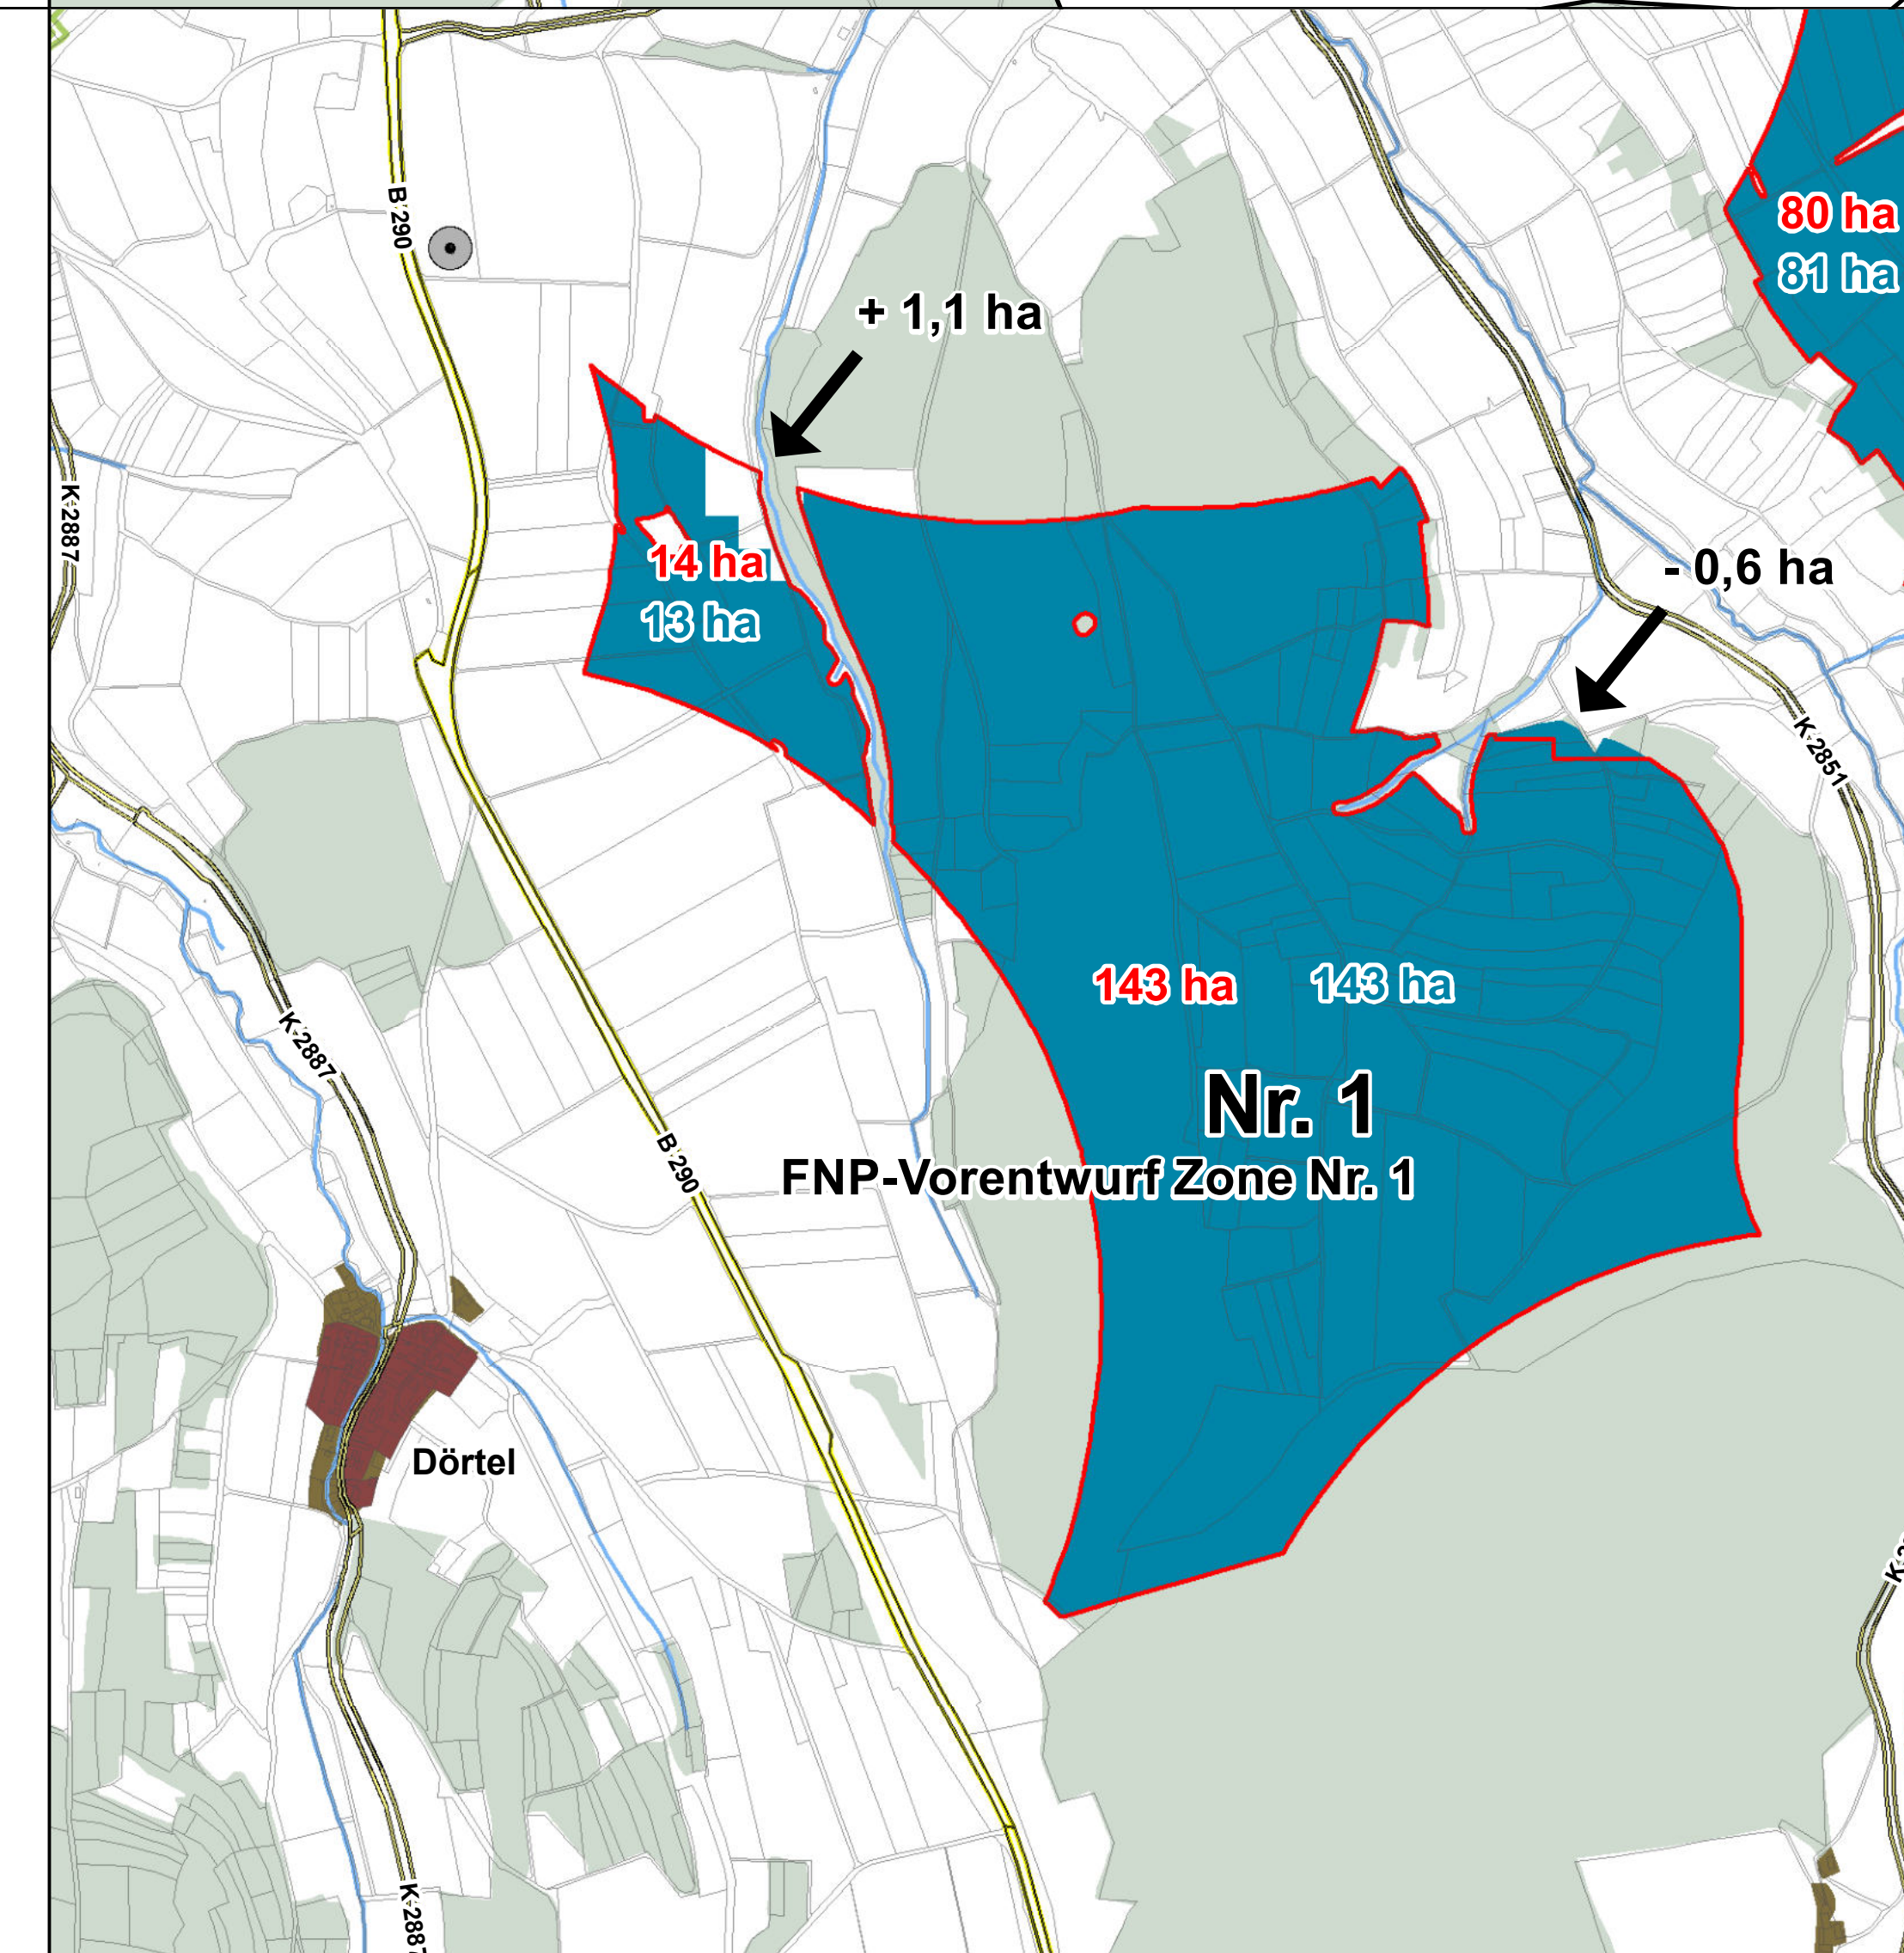 B 290
80 ha
81 ha
+ 1,1 ha
K 2887
14 ha
13 ha
- 0,6 ha
K 2851
143 ha 143 ha
K 2887
Nr. 1
FNP-Vorentwurf Zone Nr. 1
B 290
Dörtel
K 2887